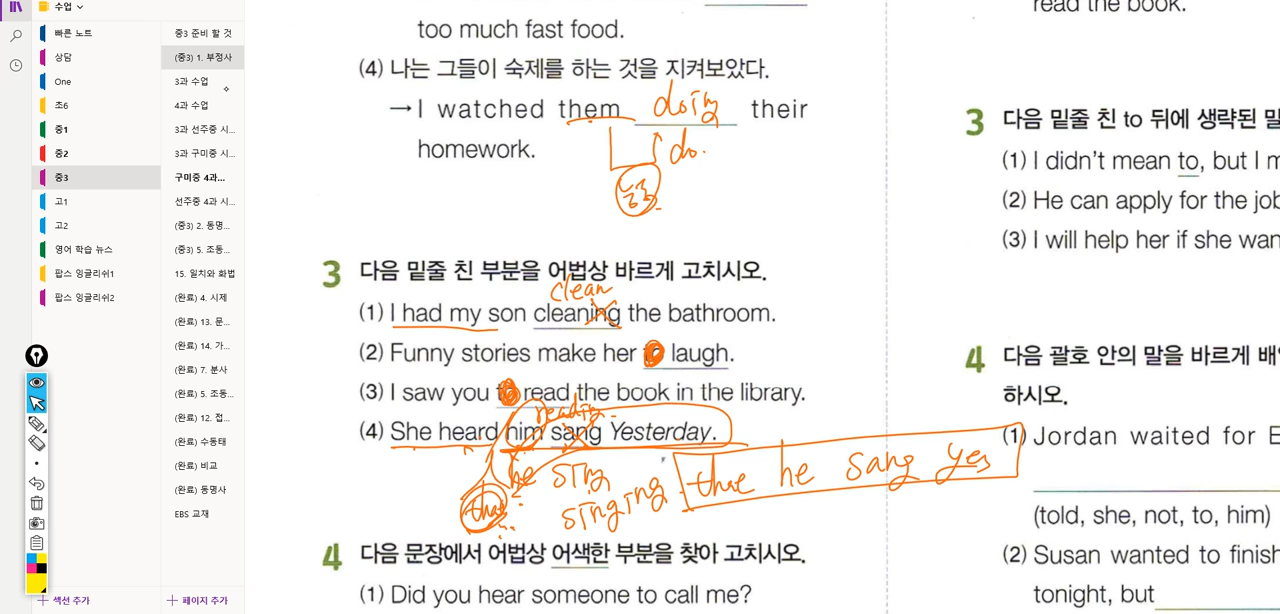 수업
빠른 노트
상담
One
초6
중1
중2
중3
고1
고2
영어 학습 뉴스
팝스 잉글리쉬1
팝스 잉글리쉬2
섹션 추가
중3 준비 할 것
(중3) 1. 부정사
3과 수업
4과 수업
3과 선주중 시...
3과 구미중 시...
구미중 4과...
선주중 4과 시...
(중3) 2. 동명...
(중3) 5. 조동...
15. 일치와 화법
(완료) 4. 시제
(완료) 13. 문...
(완료) 14. 가...
(완료) 7. 분사
(완료) 5. 조동...
(완료) 12. 접...
(완료) 수동태
(완료) 비교
(완료) 동명사
EBS 교재
페이지 추가
too much fast food.
(4) 나는 그들이 숙제를 하는 것을 지켜보았다.
→ I watched them doing their
homework.
do.
능동
3 다음 밑줄 친 부분을 어법상 바르게 고치시오.
clean
(1) I had my son cleaning the bathroom.
(2) Funny stories make her to laugh.
(3) I saw you to read the book in the library.
reading
(4) She heard him sang Yesterday.
he sing
that
singing
that he sang yes
4 다음 문장에서 어법상 어색한 부분을 찾아 고치시오.
(1) Did you hear someone to call me?
read the book.
3 다음 밑줄 친 to 뒤에 생략된 말
(1) I didn't mean to, but I m
(2) He can apply for the job
(3) I will help her if she wan
4 다음 괄호 안의 말을 바르게 배열
하시오.
(1) Jordan waited for E
(told, she, not, to, him)
(2) Susan wanted to finish
tonight, but